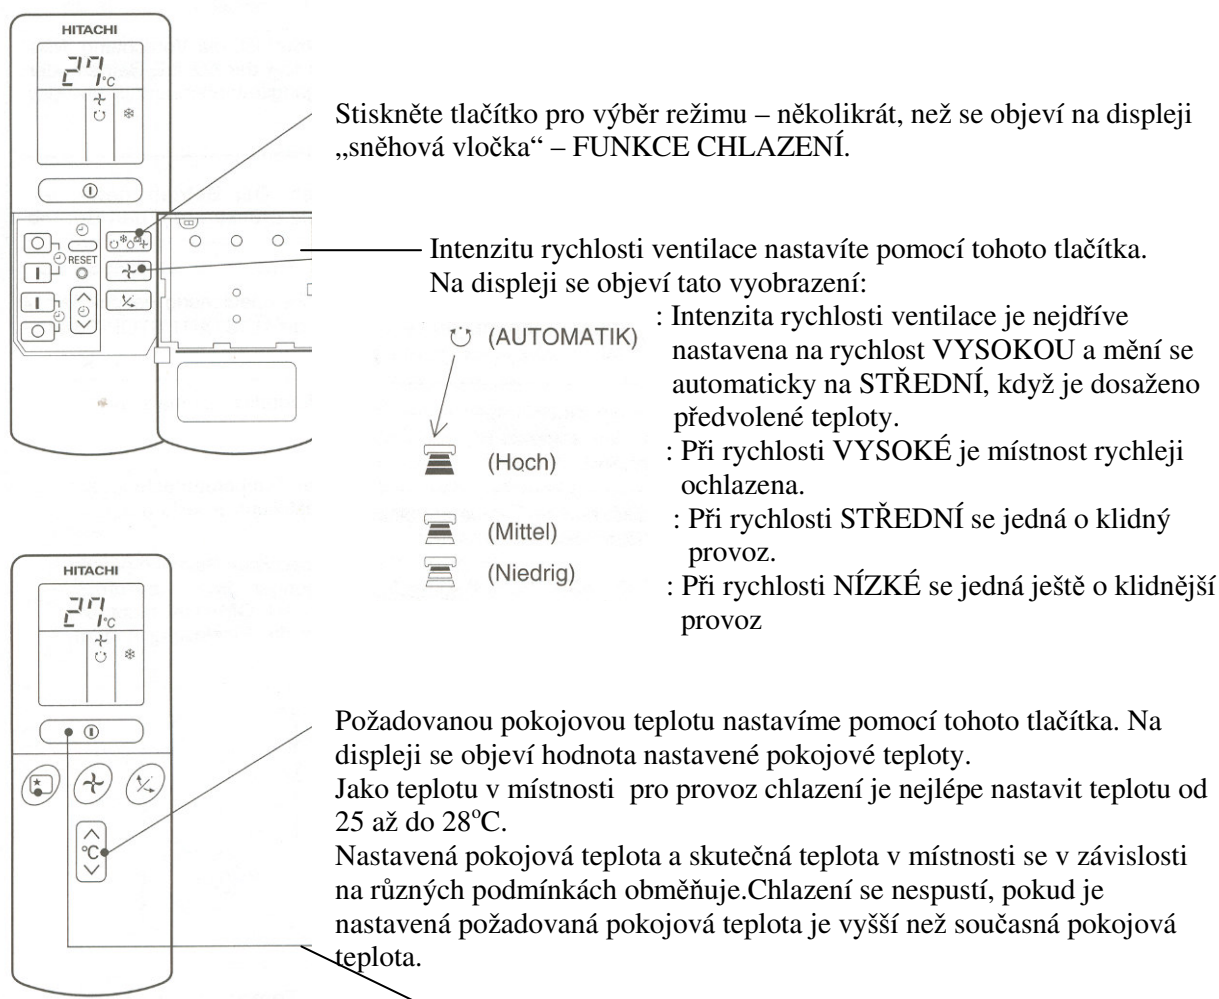 HITACHI
27°C
Stiskněte tlačítko pro výběr režimu – několikrát, než se objeví na displeji
„sněhová vločka“ – FUNKCE CHLAZENÍ.
RESET
Intenzitu rychlosti ventilace nastavíte pomocí tohoto tlačítka.
Na displeji se objeví tato vyobrazení:
(AUTOMATIK)
: Intenzita rychlosti ventilace je nejdříve
nastavena na rychlost VYSOKOU a mění se
automaticky na STŘEDNÍ, když je dosaženo
předvolené teploty.
(Hoch)
: Při rychlosti VYSOKÉ je místnost rychleji
ochlazena.
(Mittel)
: Při rychlosti STŘEDNÍ se jedná o klidný
provoz.
(Niedrig)
: Při rychlosti NÍZKÉ se jedná ještě o klidnější
provoz
HITACHI
27°C
Požadovanou pokojovou teplotu nastavíme pomocí tohoto tlačítka. Na
displeji se objeví hodnota nastavené pokojové teploty.
Jako teplotu v místnosti pro provoz chlazení je nejlépe nastavit teplotu od
25 až do 28°C.
°C
Nastavená pokojová teplota a skutečná teplota v místnosti se v závislosti
na různých podmínkách obměňuje.Chlazení se nespustí, pokud je
nastavená požadovaná pokojová teplota je vyšší než současná pokojová
teplota.